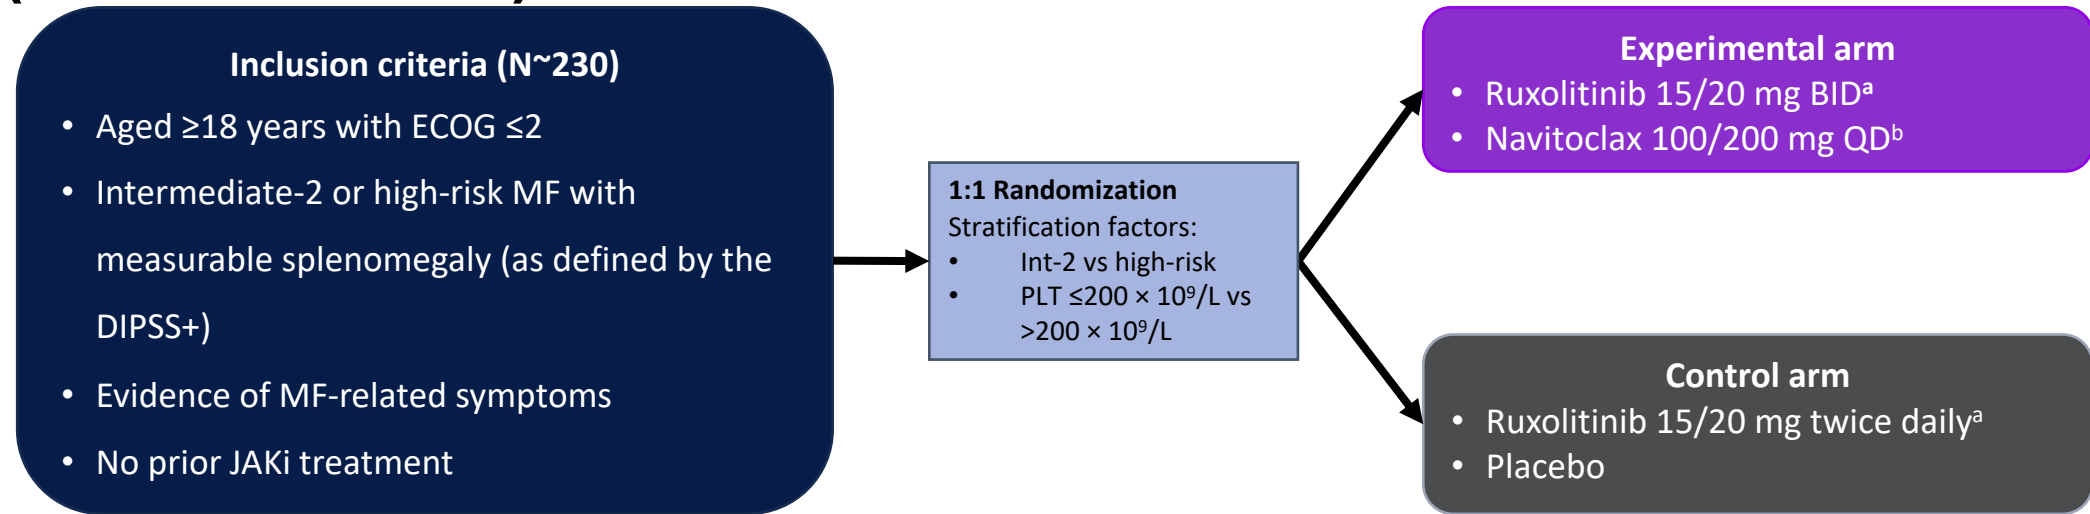 Inclusion criteria (N~230)
• Aged ≥18 years with ECOG ≤2
• Intermediate-2 or high-risk MF with
measurable splenomegaly (as defined by the
DIPSS+)
• Evidence of MF-related symptoms
• No prior JAKi treatment
1:1 Randomization
Stratification factors:
• Int-2 vs high-risk
• PLT ≤200 × 10⁹/L vs
>200 × 10⁹/L
Experimental arm
• Ruxolitinib 15/20 mg BIDᵃ
• Navitoclax 100/200 mg QDᵇ
Control arm
• Ruxolitinib 15/20 mg twice dailyᵃ
• Placebo